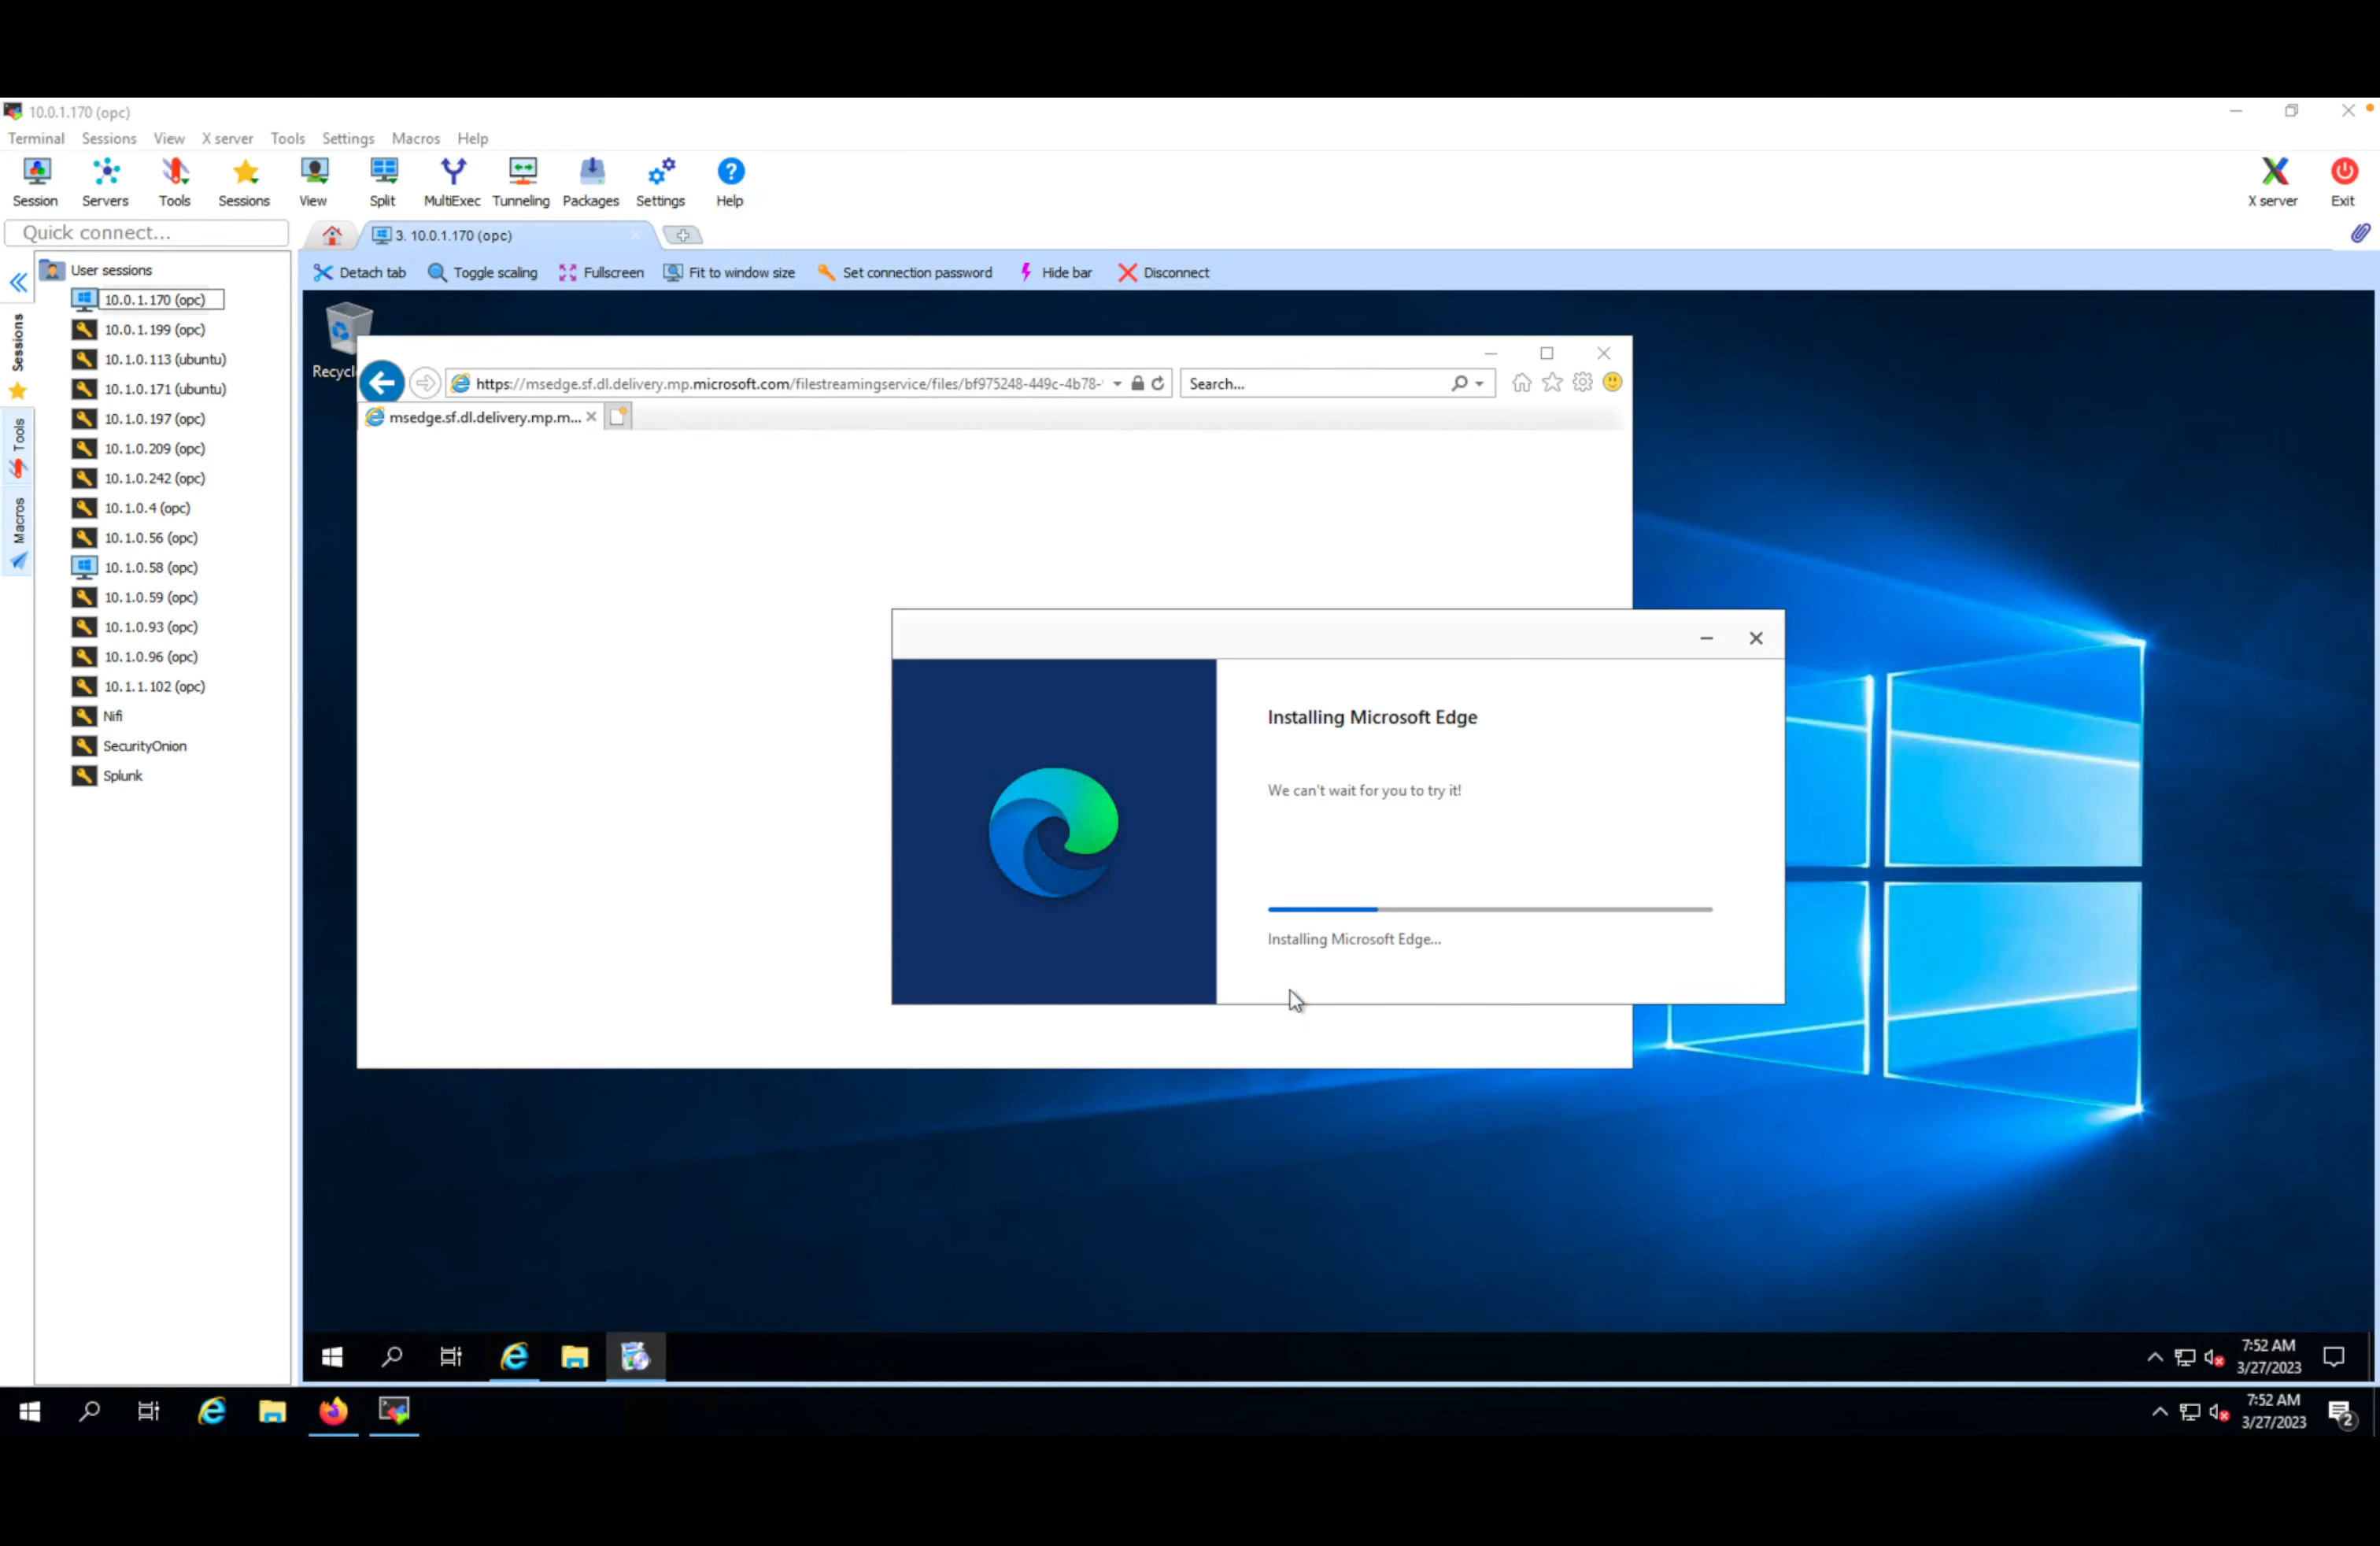 10.0.1.170 (opc)
Terminal Sessions View X server Tools Settings Macros Help
Session Servers Tools Sessions View Split MultiExec Tunneling Packages Settings Help X server Exit
Quick connect...
3. 10.0.1.170 (opc)
Detach tab Toggle scaling Fullscreen Fit to window size Set connection password Hide bar Disconnect
Sessions
Tools
Macros
User sessions
10.0.1.170 (opc)
10.0.1.199 (opc)
10.1.0.113 (ubuntu)
10.1.0.171 (ubuntu)
10.1.0.197 (opc)
10.1.0.209 (opc)
10.1.0.242 (opc)
10.1.0.4 (opc)
10.1.0.56 (opc)
10.1.0.58 (opc)
10.1.0.59 (opc)
10.1.0.93 (opc)
10.1.0.96 (opc)
10.1.1.102 (opc)
Nifi
SecurityOnion
Splunk
Recycl
https://msedge.sf.dl.delivery.mp.microsoft.com/filestreamingservice/files/bf975248-449c-4b78- Search...
msedge.sf.dl.delivery.mp.m...
Installing Microsoft Edge
We can't wait for you to try it!
Installing Microsoft Edge...
7:52 AM
3/27/2023
7:52 AM
3/27/2023
2